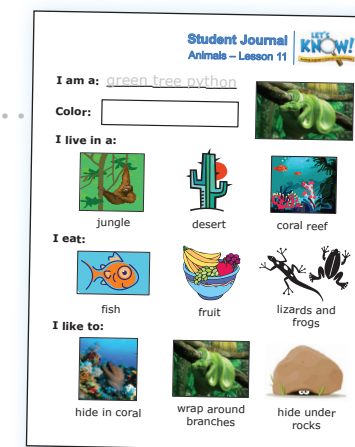 Student Journal
Animals – Lesson 11
LET'S
KNOW!
I am a: green tree python
Color:
I live in a:
jungle desert coral reef
I eat:
fish fruit lizards and
frogs
I like to:
hide in coral wrap around hide under
branches rocks